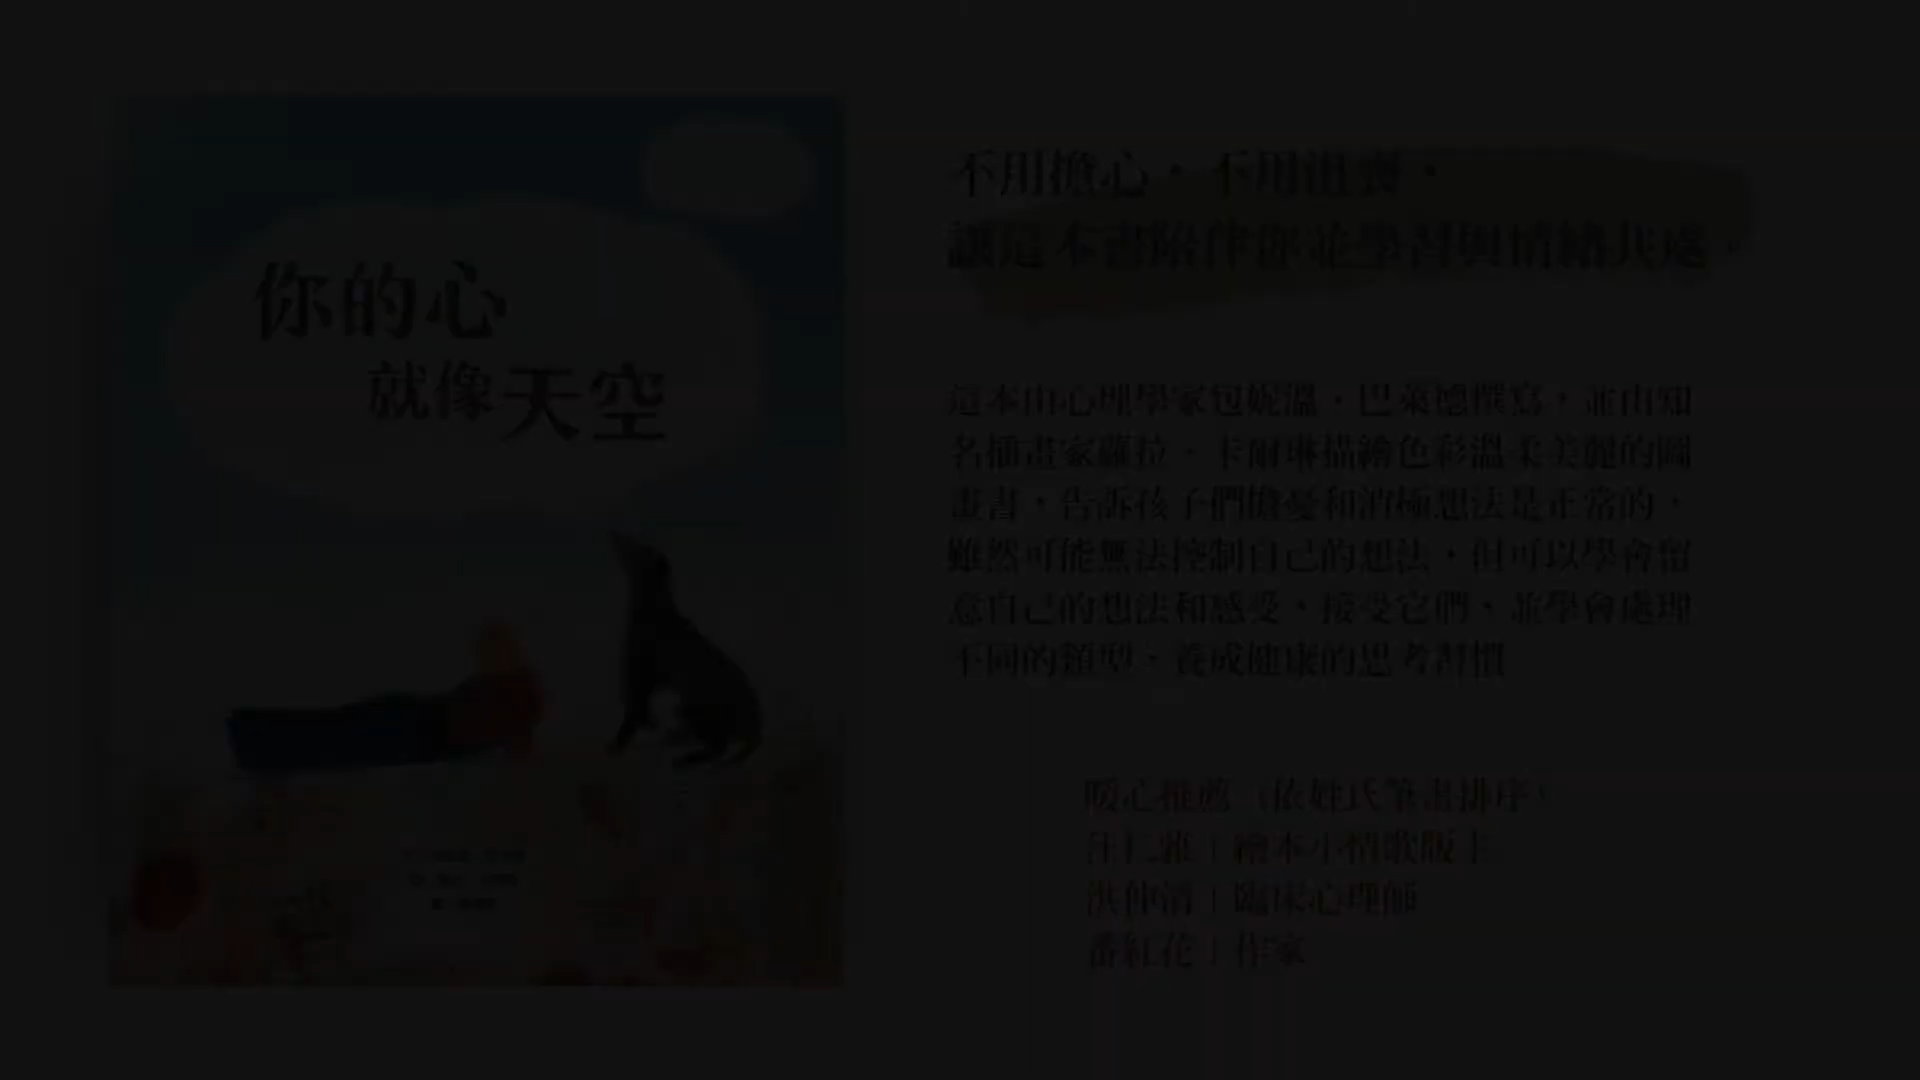 你的心
就像天空
不用擔心，不用沮喪，
讓這本書陪伴你並學習與情緒共處。
這本由心理學家包妮溫．巴萊德撰寫，並由知
名插畫家蘿拉．卡爾琳描繪色彩溫柔美麗的圖
畫書，告訴孩子們擔憂和消極想法是正常的，
雖然可能無法控制自己的想法，但可以學會留
意自己的想法和感受、接受它們、並學會處理
不同的類型、養成健康的思考習慣
暖心推薦（依姓氏筆畫排序）
汪仁雅｜繪本小情歌版主
洪仲清｜臨床心理師
番紅花｜作家